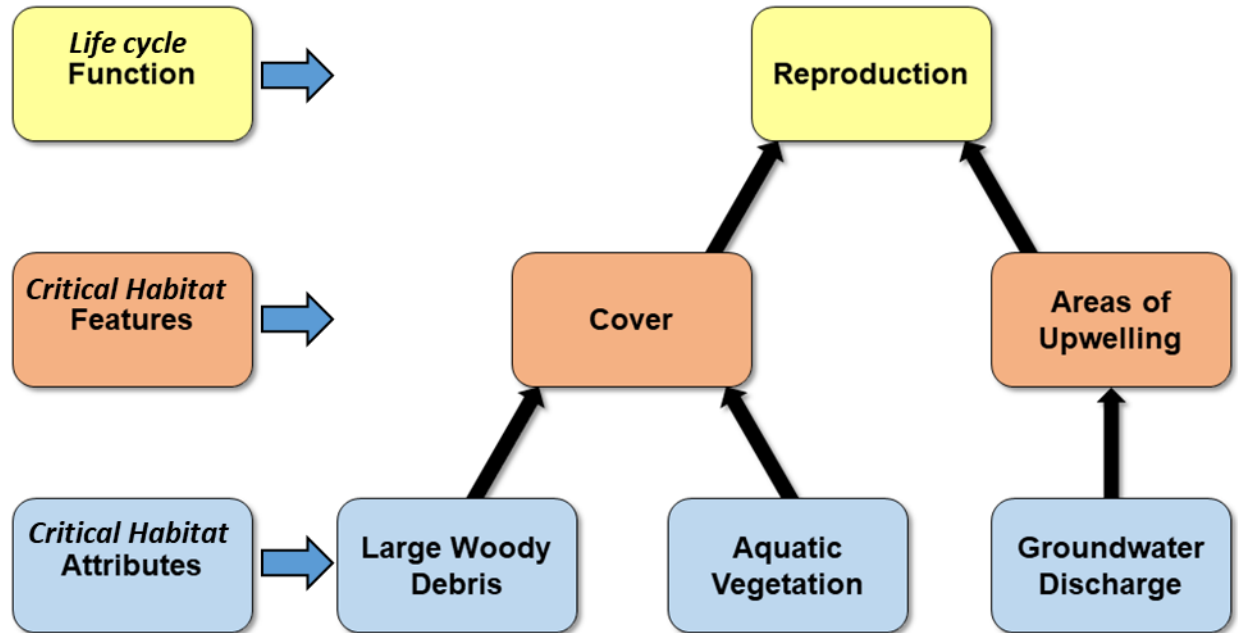 Life cycle
Function
Reproduction
Critical Habitat
Features
Cover
Areas of
Upwelling
Critical Habitat
Attributes
Large Woody
Debris
Aquatic
Vegetation
Groundwater
Discharge